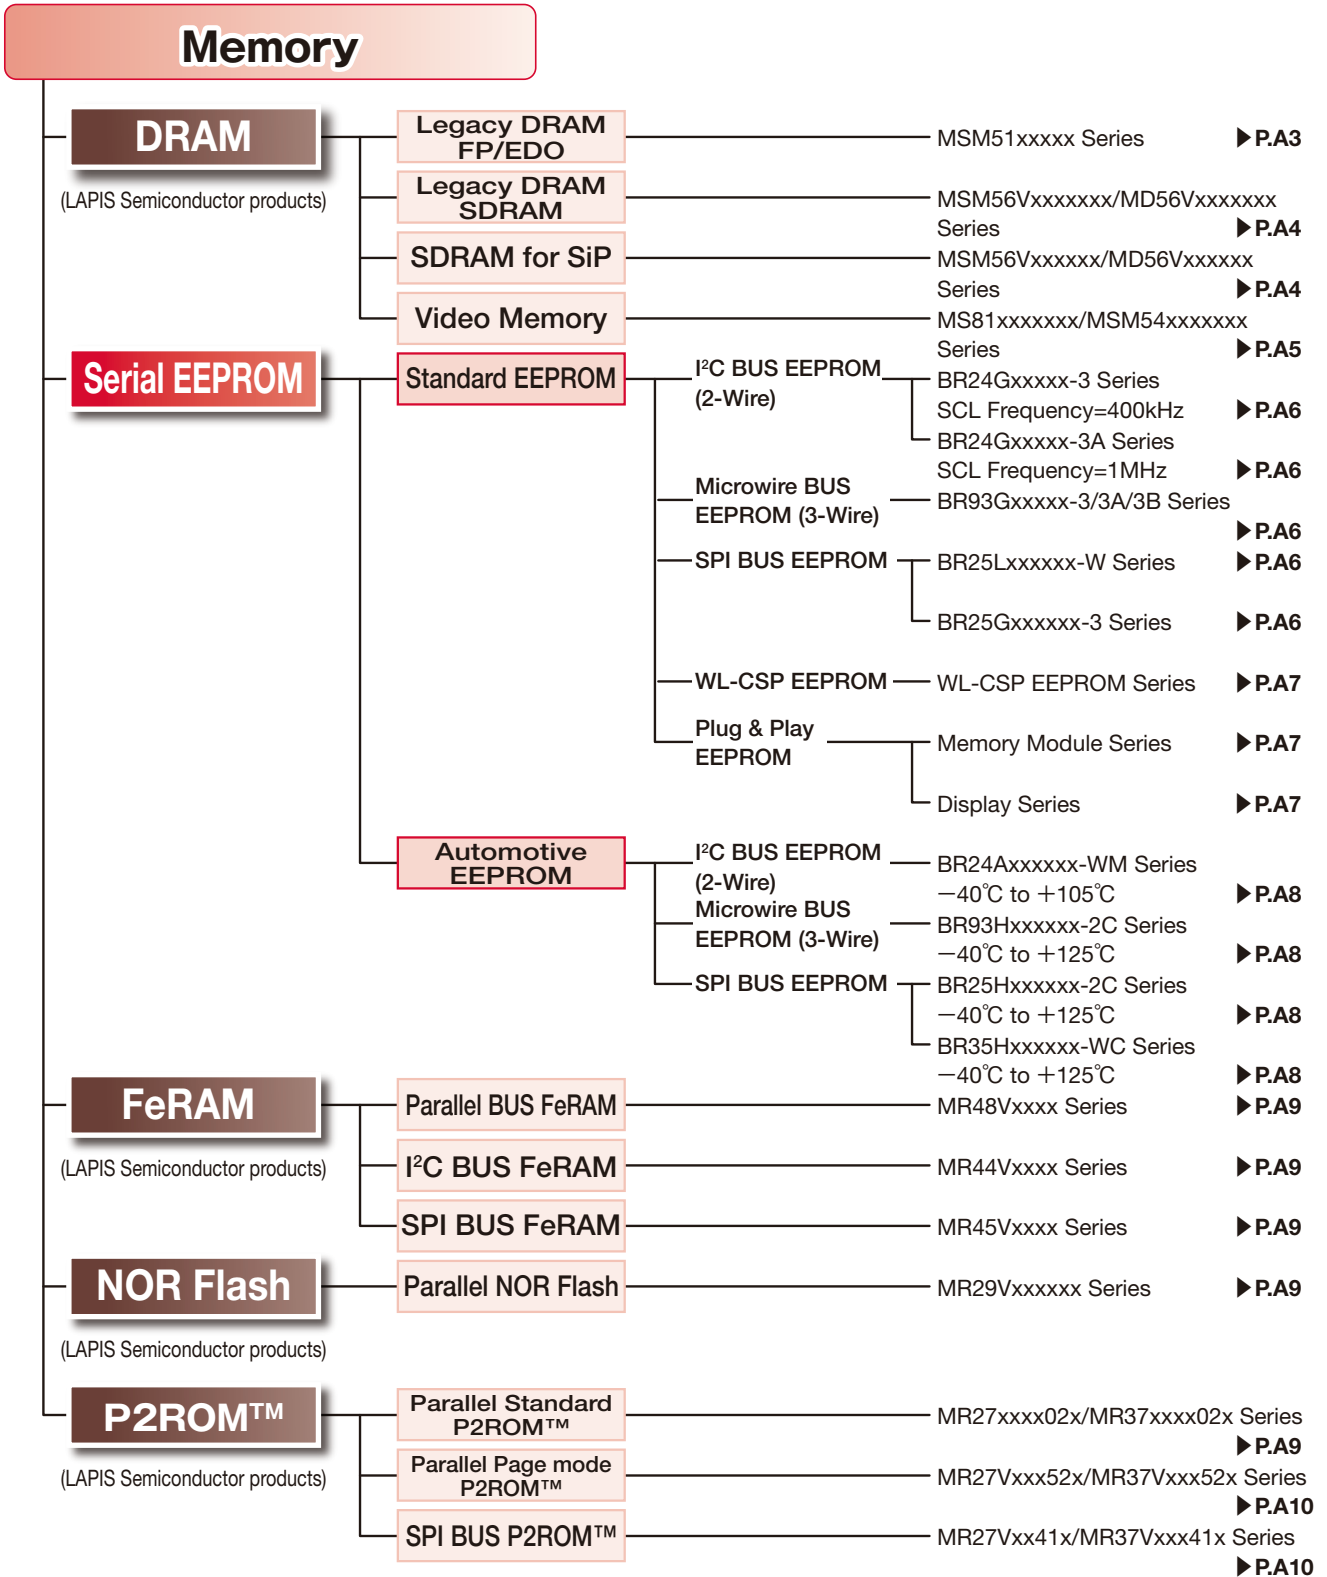 Memory
DRAM
(LAPIS Semiconductor products)
Legacy DRAM
FP/EDO
MSM51xxxxx Series ▶P.A3
Legacy DRAM
SDRAM
MSM56Vxxxxxxx/MD56Vxxxxxxx
Series ▶P.A4
SDRAM for SiP
MSM56Vxxxxxx/MD56Vxxxxxx
Series ▶P.A4
Video Memory
MS81xxxxxxx/MSM54xxxxxxx
Series ▶P.A5
Serial EEPROM
Standard EEPROM
I²C BUS EEPROM
(2-Wire)
BR24Gxxxxx-3 Series
SCL Frequency=400kHz ▶P.A6
BR24Gxxxxx-3A Series
SCL Frequency=1MHz ▶P.A6
Microwire BUS
EEPROM (3-Wire)
BR93Gxxxxx-3/3A/3B Series
▶P.A6
SPI BUS EEPROM
BR25Lxxxxxx-W Series ▶P.A6
BR25Gxxxxxx-3 Series ▶P.A6
WL-CSP EEPROM
WL-CSP EEPROM Series ▶P.A7
Plug & Play
EEPROM
Memory Module Series ▶P.A7
Display Series ▶P.A7
Automotive
EEPROM
I²C BUS EEPROM
(2-Wire)
BR24Axxxxxx-WM Series
−40℃ to +105℃ ▶P.A8
Microwire BUS
EEPROM (3-Wire)
BR93Hxxxxxx-2C Series
−40℃ to +125℃ ▶P.A8
SPI BUS EEPROM
BR25Hxxxxxx-2C Series
−40℃ to +125℃ ▶P.A8
BR35Hxxxxxx-WC Series
−40℃ to +125℃ ▶P.A8
FeRAM
(LAPIS Semiconductor products)
Parallel BUS FeRAM
MR48Vxxxx Series ▶P.A9
I²C BUS FeRAM
MR44Vxxxx Series ▶P.A9
SPI BUS FeRAM
MR45Vxxxx Series ▶P.A9
NOR Flash
(LAPIS Semiconductor products)
Parallel NOR Flash
MR29Vxxxxxx Series ▶P.A9
P2ROM™
(LAPIS Semiconductor products)
Parallel Standard
P2ROM™
MR27xxxx02x/MR37xxxx02x Series
▶P.A9
Parallel Page mode
P2ROM™
MR27Vxxx52x/MR37Vxxx52x Series
▶P.A10
SPI BUS P2ROM™
MR27Vxx41x/MR37Vxxx41x Series
▶P.A10